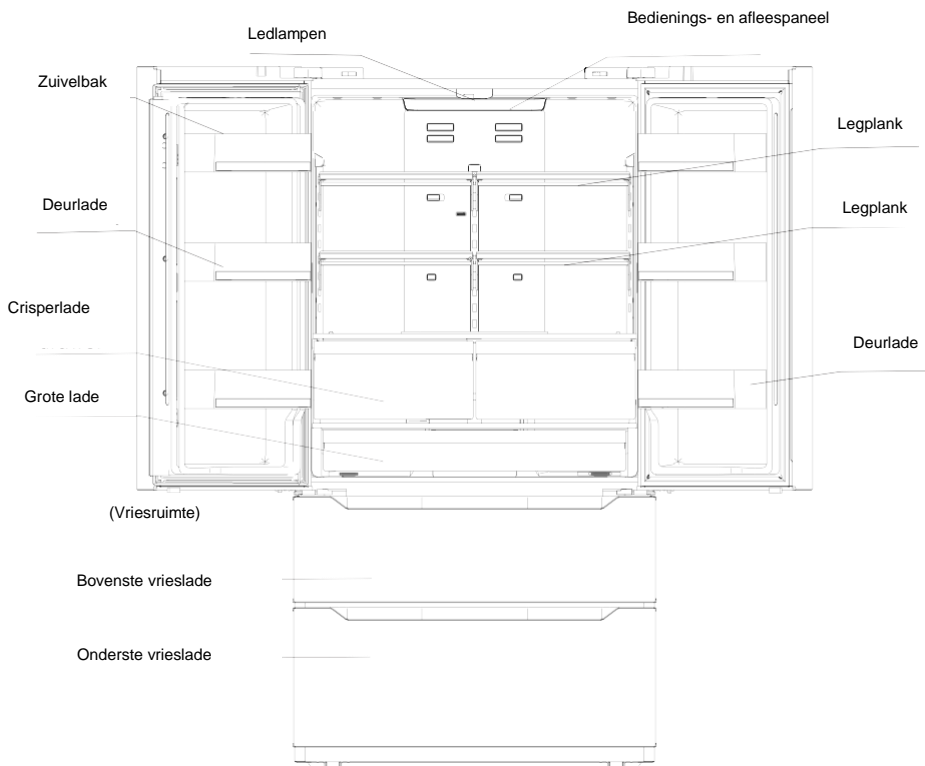 Bedienings- en afleespaneel
Ledlampen
Zuivelbak
Legplank
Deurlade
Legplank
Crisperlade
Deurlade
Grote lade
(Vriesruimte)
Bovenste vrieslade
Onderste vrieslade